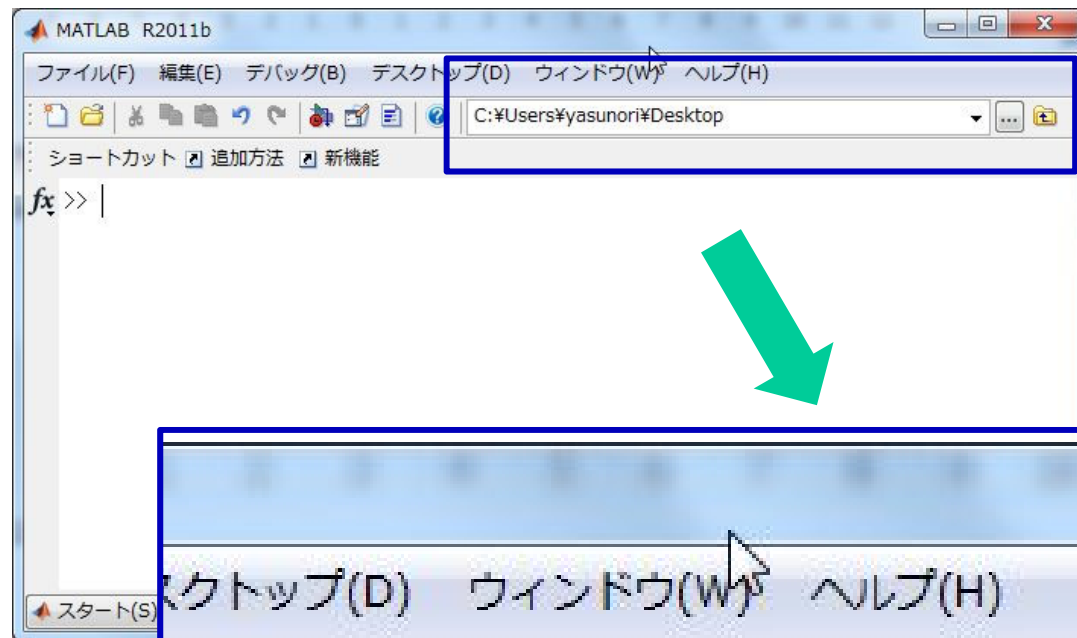 MATLAB R2011b
ファイル(F) 編集(E) デバッグ(B) デスクトップ(D) ウィンドウ(W) ヘルプ(H)
C:¥Users¥yasunori¥Desktop
ショートカット 追加方法 新機能
fx >>
スクトップ(D) ウィンドウ(W) ヘルプ(H)
スタート(S)